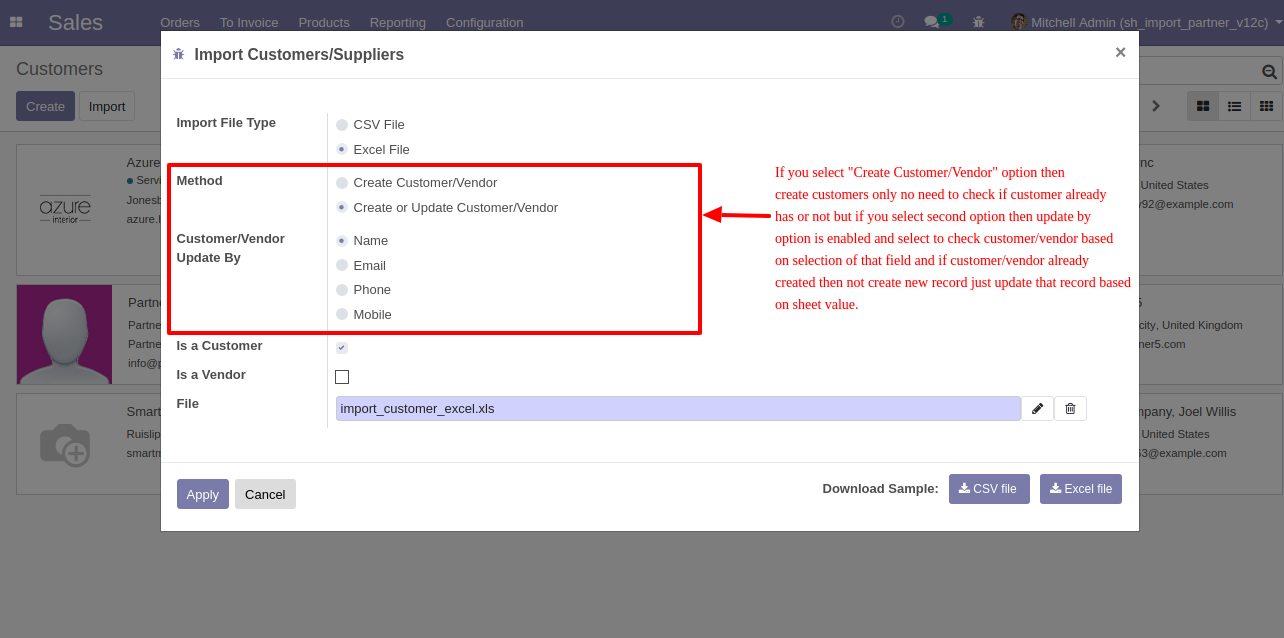 Sales
Orders
To Invoice
Products
Reporting
Configuration
1
Mitchell Admin (sh_import_partner_v12c)
Customers
Create
Import
Import Customers/Suppliers
×
Import File Type
CSV File
Excel File
Method
Create Customer/Vendor
Create or Update Customer/Vendor
Customer/Vendor
Update By
Name
Email
Phone
Mobile
Is a Customer
Is a Vendor
File
import_customer_excel.xls
Apply
Cancel
Download Sample:
CSV file
Excel file
If you select "Create Customer/Vendor" option then
create customers only no need to check if customer already
has or not but if you select second option then update by
option is enabled and select to check customer/vendor based
on selection of that field and if customer/vendor already
created then not create new record just update that record based
on sheet value.
azure
interior
Azure
Servi
Jonesb
azure.
Partne
Partne
Partne
info@p
Smart
Ruislip
smartm
nc
United States
v92@example.com
5
city, United Kingdom
ner5.com
mpany, Joel Willis
United States
63@example.com